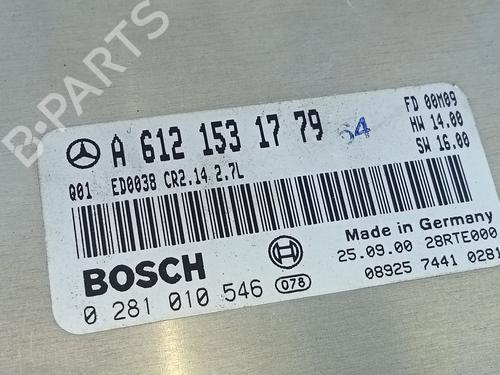 B-PARTS
A 612 153 17 79 64
FD 00M09
HW 14.00
SW 16.00
Q01 ED0038 CR2.14 2.7L
BOSCH
0 281 010 546 078
Made in Germany
25.09.00 28RTE000
08925 7441 0281